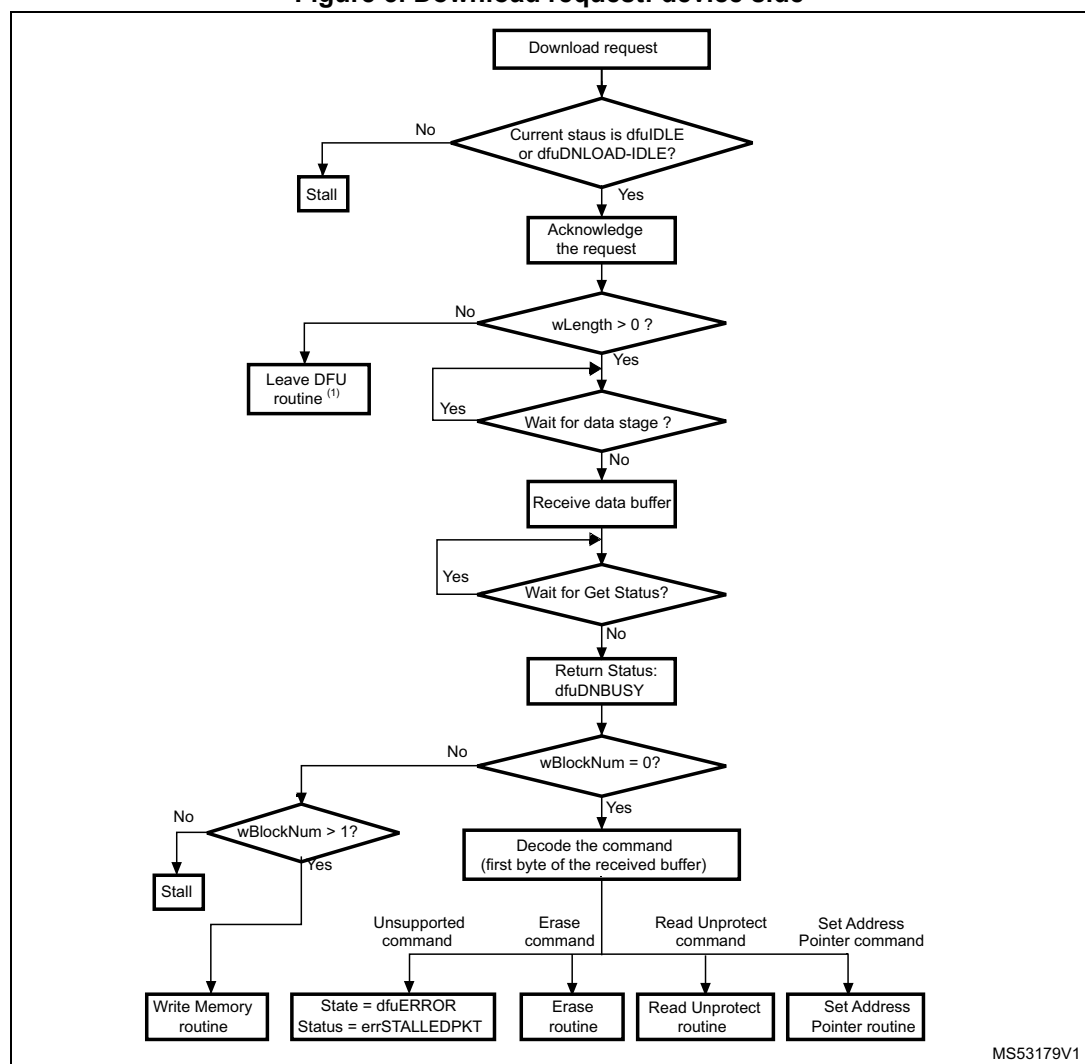 Figure Download request: device side
Download request
No
Current staus is dfuIDLE
or dfuDNLOAD-IDLE?
Stall
Yes
Acknowledge
the request
No
wLength > 0 ?
Yes
Leave DFU
routine (1)
Yes
Wait for data stage ?
No
Receive data buffer
Yes
Wait for Get Status?
No
Return Status:
dfuDNBUSY
No
wBlockNum = 0?
Yes
No
wBlockNum > 1?
Yes
Stall
Decode the command
(first byte of the received buffer)
Unsupported
command
Erase
command
Read Unprotect
command
Set Address
Pointer command
Write Memory
routine
State = dfuERROR
Status = errSTALLEDPKT
Erase
routine
Read Unprotect
routine
Set Address
Pointer routine
MS53179V1